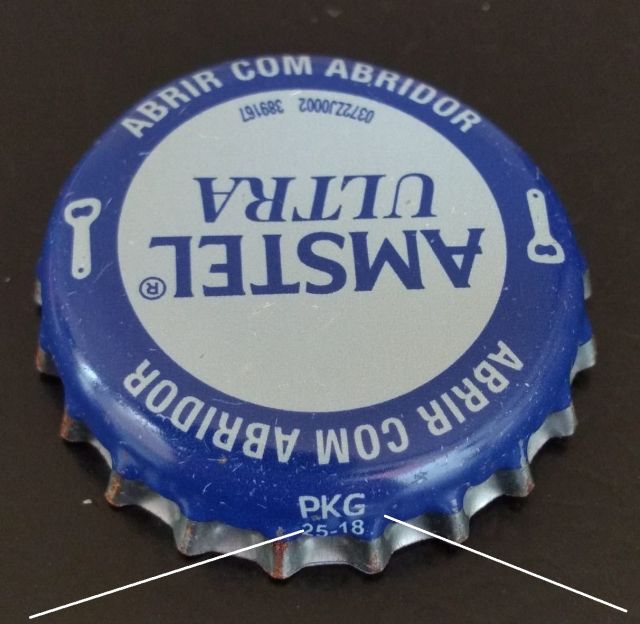 ABRIR COM ABRIDOR
03722J0002 389167
AMSTEL®
ULTRA
ABRIR COM ABRIDOR
PKG
25-18